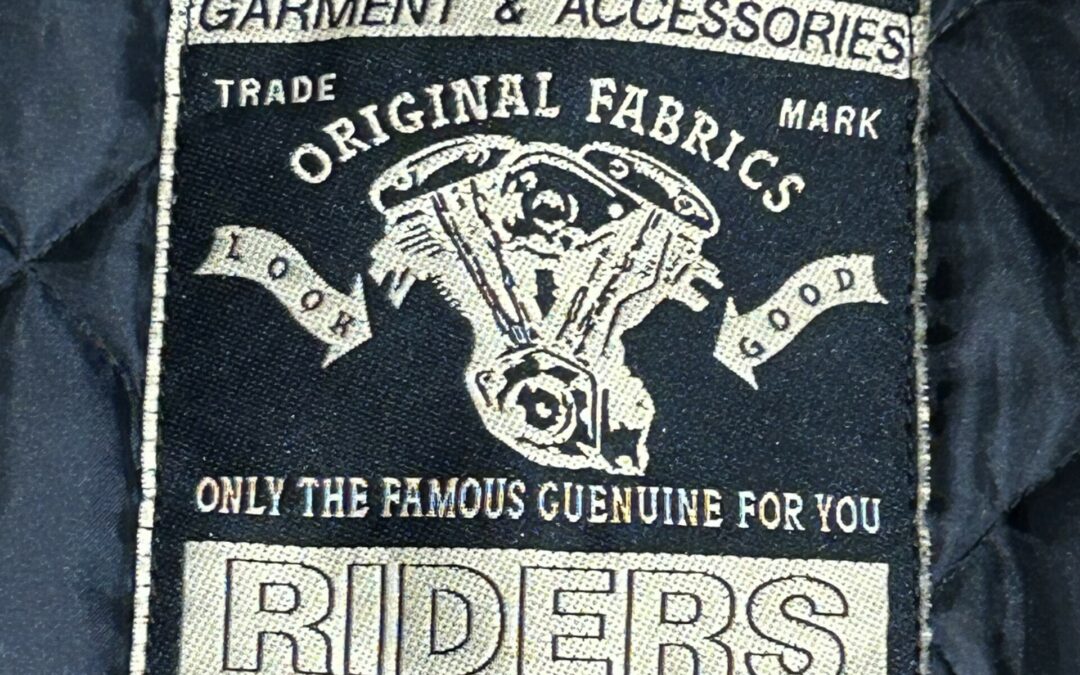 GARMENT & ACCESSORIES
TRADE MARK
ORIGINAL FABRICS
LOOK GOOD
ONLY THE FAMOUS GUENUINE FOR YOU
RIDERS